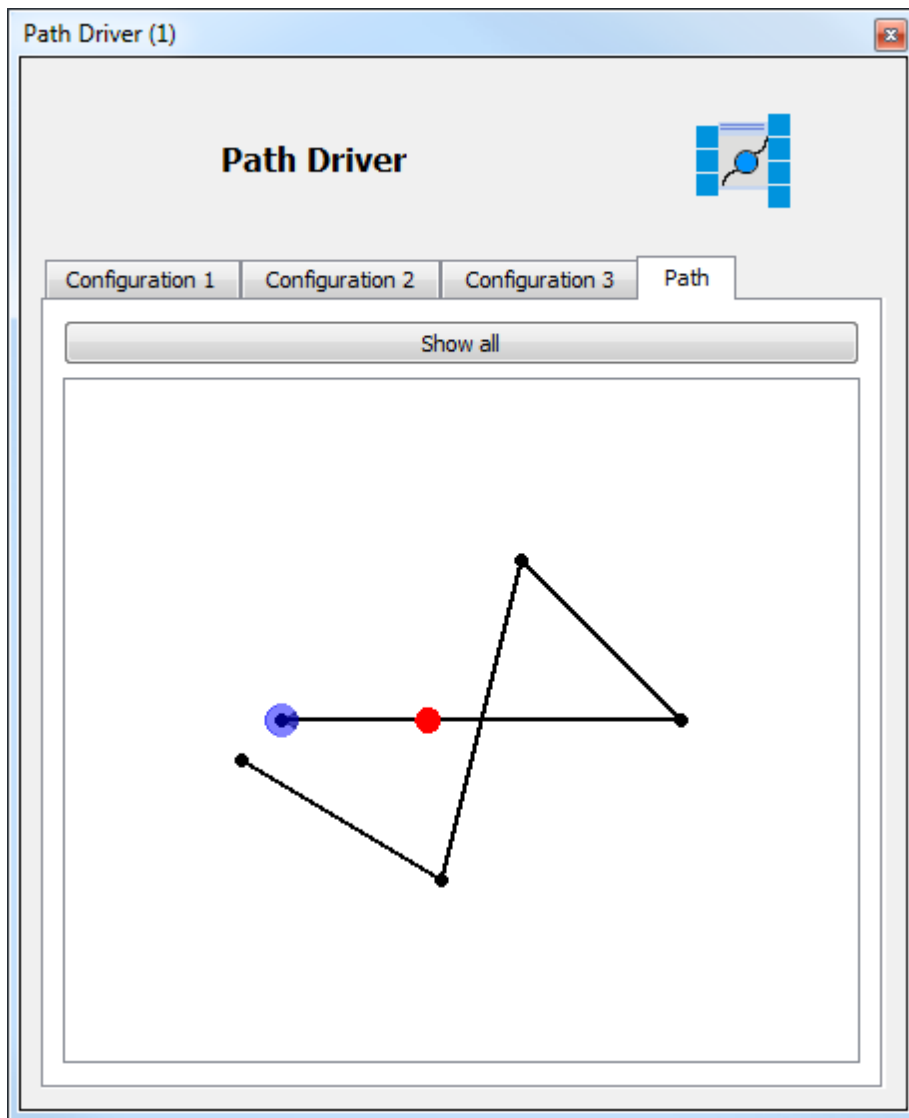 Path Driver (1)
Path Driver
Configuration 1 Configuration 2 Configuration 3 Path
Show all